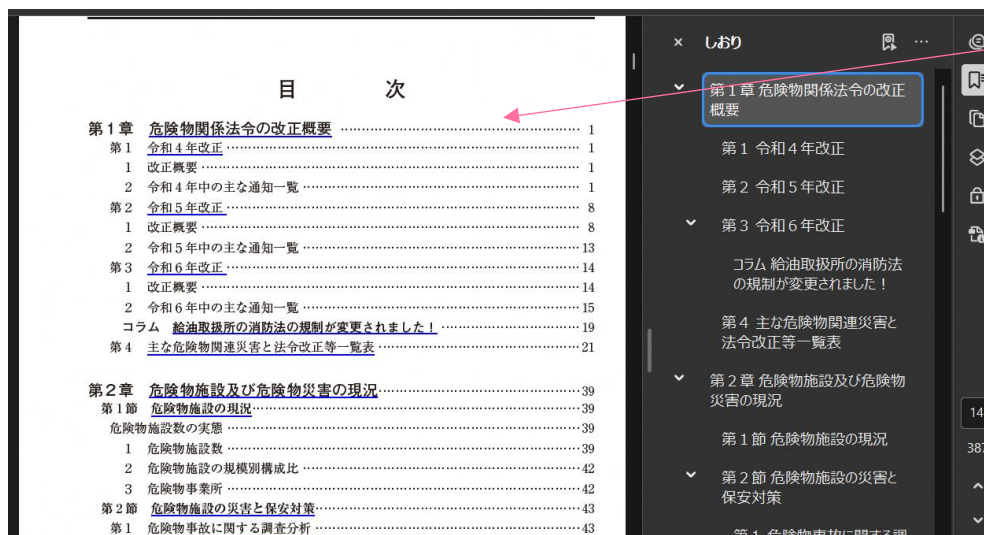 目 次
第1章 危険物関係法令の改正概要 …… 1
第1 令和4年改正 …… 1
1 改正概要 …… 1
2 令和4年中の主な通知一覧 …… 1
第2 令和5年改正 …… 8
1 改正概要 …… 8
2 令和5年中の主な通知一覧 …… 13
第3 令和6年改正 …… 14
1 改正概要 …… 14
2 令和6年中の主な通知一覧 …… 15
コラム 給油取扱所の消防法の規制が変更されました! …… 19
第4 主な危険物関連災害と法令改正等一覧表 …… 21
第2章 危険物施設及び危険物災害の現況 …… 39
第1節 危険物施設の現況 …… 39
危険物施設数の実態 …… 39
1 危険物施設数 …… 39
2 危険物施設の規模別構成比 …… 42
3 危険物事業所 …… 42
第2節 危険物施設の災害と保安対策 …… 43
第1 危険物事故に関する調査分析 …… 43
× しおり …
第1章 危険物関係法令の改正
概要
第1 令和4年改正
第2 令和5年改正
第3 令和6年改正
コラム 給油取扱所の消防法
の規制が変更されました!
第4 主な危険物関連災害と
法令改正等一覧表
第2章 危険物施設及び危険物
災害の現況
第1節 危険物施設の現況
第2節 危険物施設の災害と
保安対策
第1 危険物事故に関する調
14
387